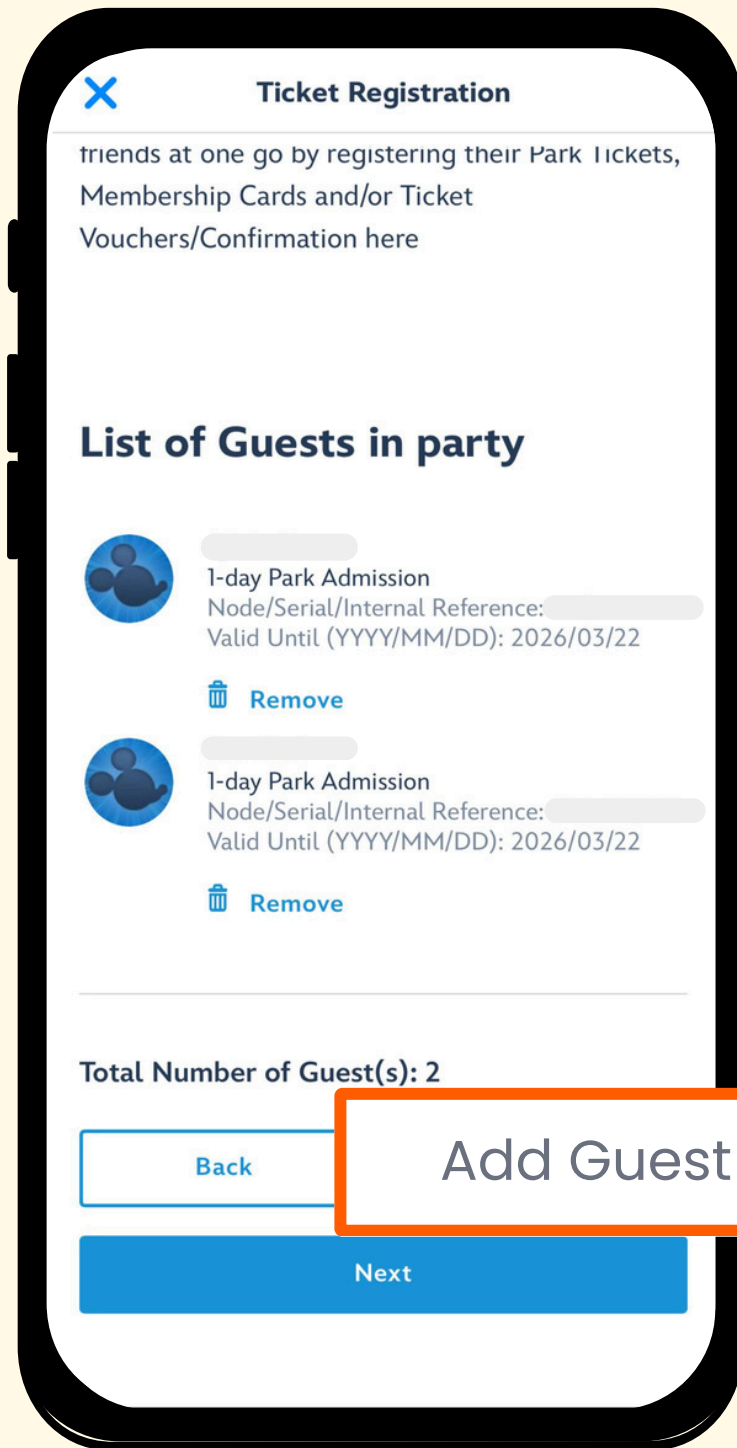 Ticket Registration
friends at one go by registering their Park Tickets,
Membership Cards and/or Ticket
Vouchers/Confirmation here
List of Guests in party
1-day Park Admission
Node/Serial/Internal Reference:
Valid Until (YYYY/MM/DD): 2026/03/22
Remove
1-day Park Admission
Node/Serial/Internal Reference:
Valid Until (YYYY/MM/DD): 2026/03/22
Remove
Total Number of Guest(s): 2
Back
Add Guest
Next